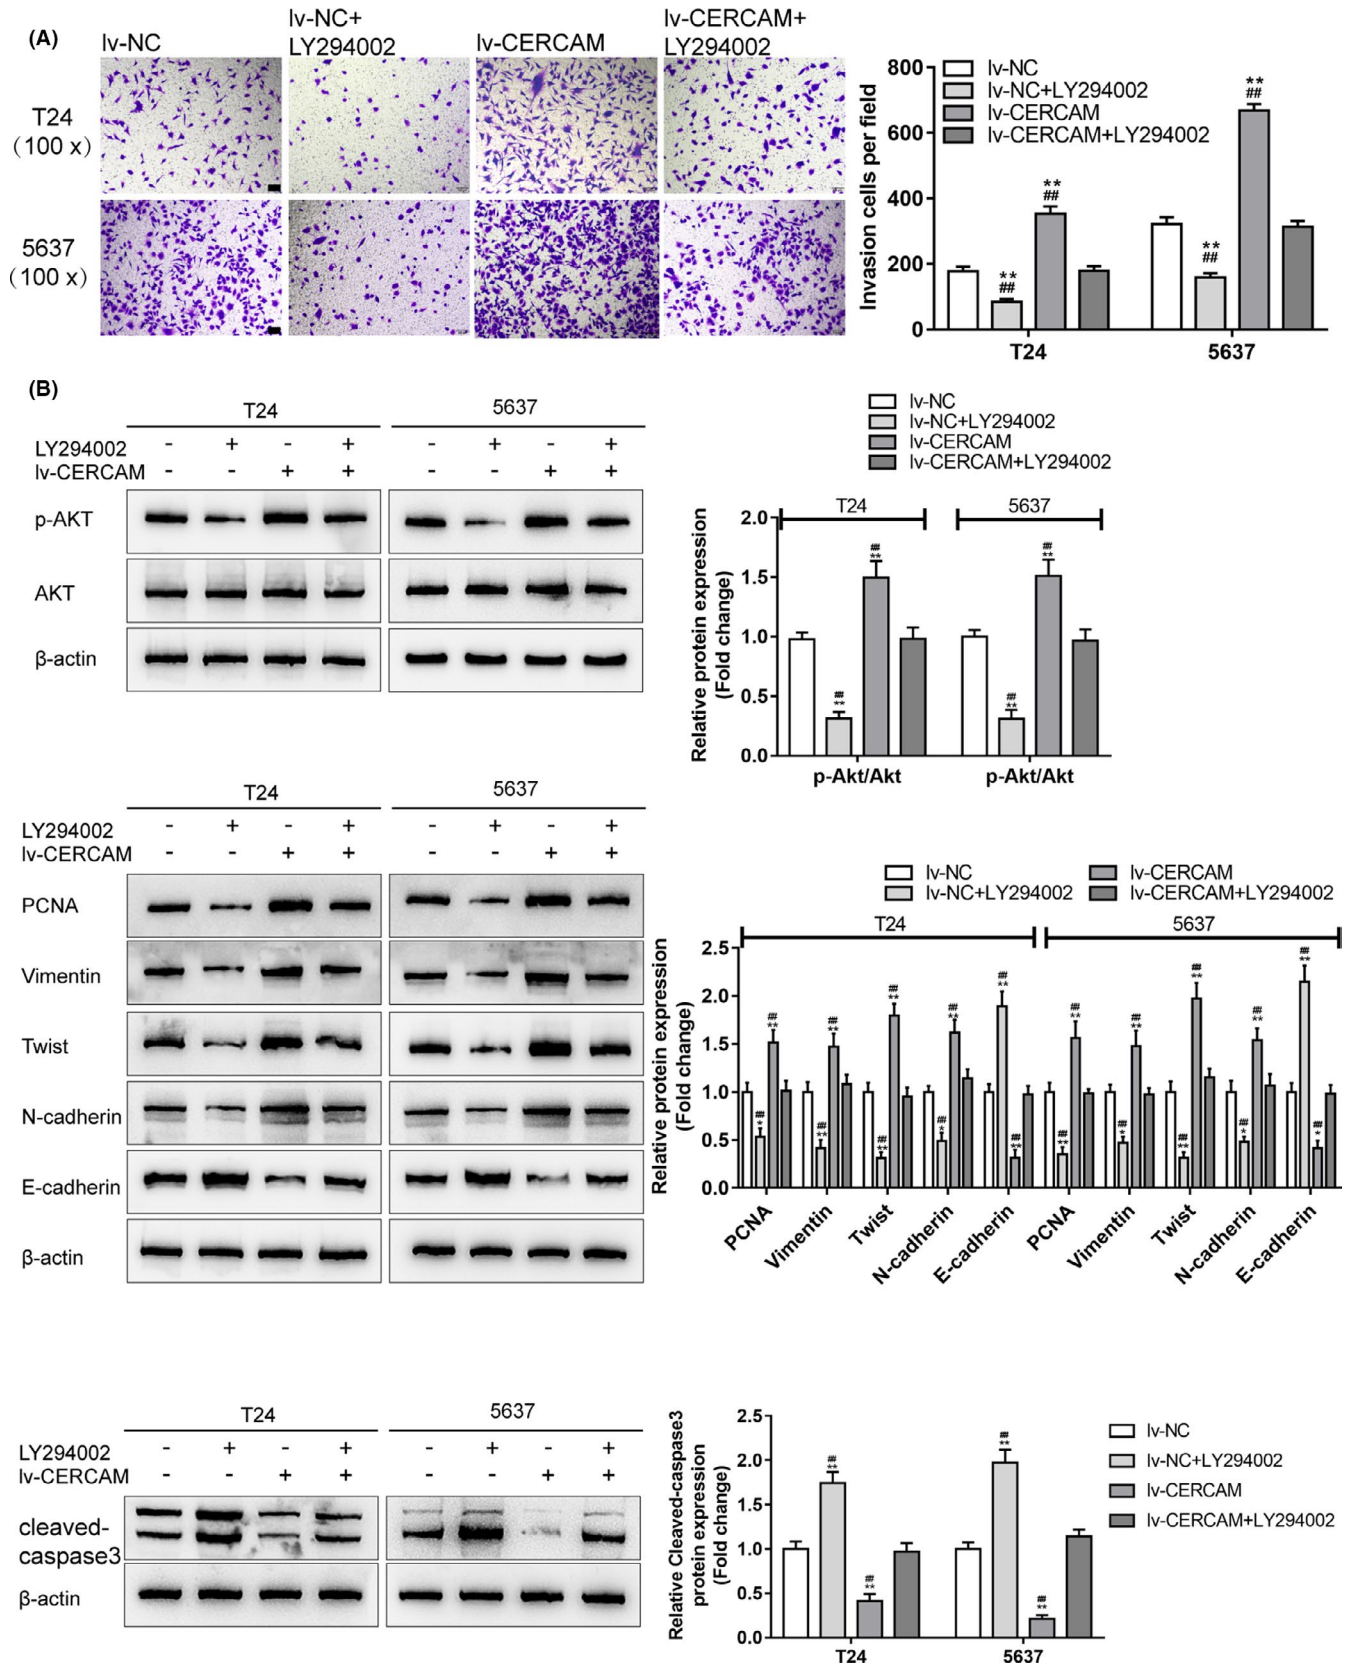 (A)
lv-NC
lv-NC+
LY294002
lv-CERCAM
lv-CERCAM+
LY294002
T24
(100 x)
5637
(100 x)
Invasion cells per field
800
600
400
200
0
lv-NC
lv-NC+LY294002
lv-CERCAM
lv-CERCAM+LY294002
**
##
**
##
**
##
**
##
T24
5637
(B)
T24
5637
LY294002 - + - + - + - +
lv-CERCAM - - + + - - + +
p-AKT
AKT
β-actin
lv-NC
lv-NC+LY294002
lv-CERCAM
lv-CERCAM+LY294002
Relative protein expression
(Fold change)
2.0
1.5
1.0
0.5
0.0
T24
5637
##
**
##
**
##
**
##
**
p-Akt/Akt
p-Akt/Akt
T24
5637
LY294002 - + - + - + - +
lv-CERCAM - - + + - - + +
PCNA
Vimentin
Twist
N-cadherin
E-cadherin
β-actin
lv-NC
lv-NC+LY294002
lv-CERCAM
lv-CERCAM+LY294002
Relative protein expression
(Fold change)
2.5
2.0
1.5
1.0
0.5
0.0
T24
5637
##
*
##
**
##
**
##
**
##
**
##
**
##
*
##
**
##
**
##
**
##
**
##
**
##
**
##
**
##
**
##
**
##
*
##
**
##
**
##
*
PCNA
Vimentin
Twist
N-cadherin
E-cadherin
PCNA
Vimentin
Twist
N-cadherin
E-cadherin
T24
5637
LY294002 - + - + - + - +
lv-CERCAM - - + + - - + +
cleaved-
caspase3
β-actin
Relative Cleaved-caspase3
protein expression
(Fold change)
2.5
2.0
1.5
1.0
0.5
0.0
##
**
##
**
##
**
##
**
T24
5637
lv-NC
lv-NC+LY294002
lv-CERCAM
lv-CERCAM+LY294002